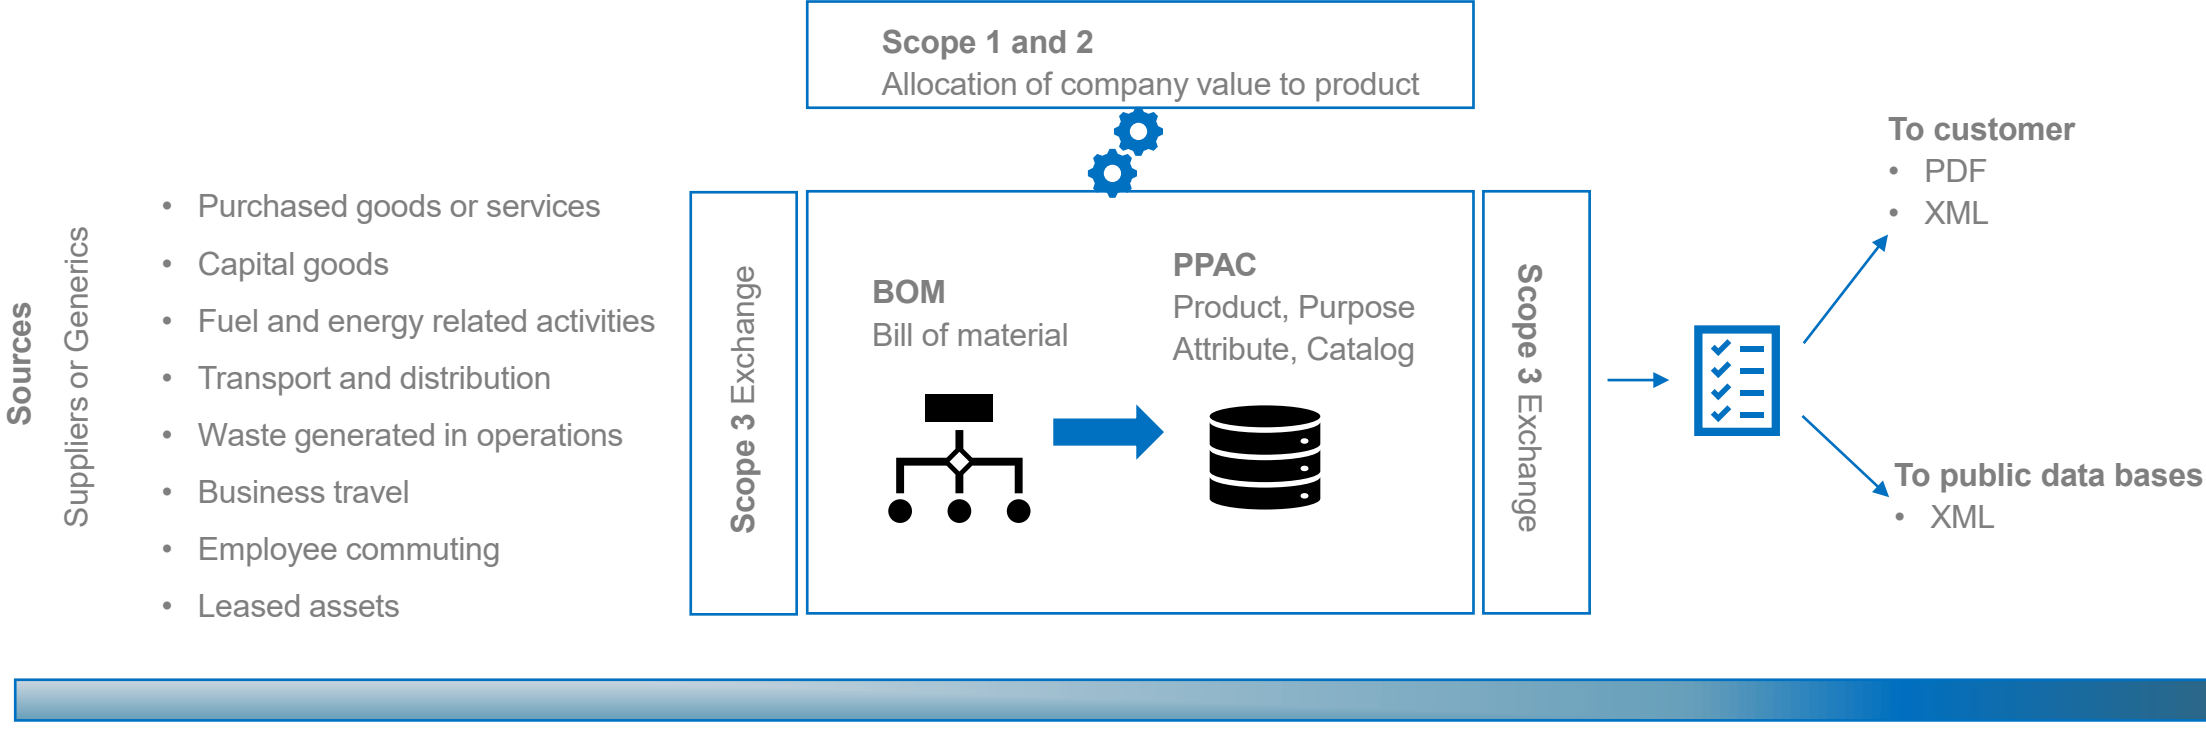 Scope 1 and 2
Allocation of company value to product
Sources
Suppliers or Generics
• Purchased goods or services
• Capital goods
• Fuel and energy related activities
• Transport and distribution
• Waste generated in operations
• Business travel
• Employee commuting
• Leased assets
Scope 3 Exchange
BOM
Bill of material
PPAC
Product, Purpose
Attribute, Catalog
Scope 3 Exchange
To customer
• PDF
• XML
To public data bases
• XML